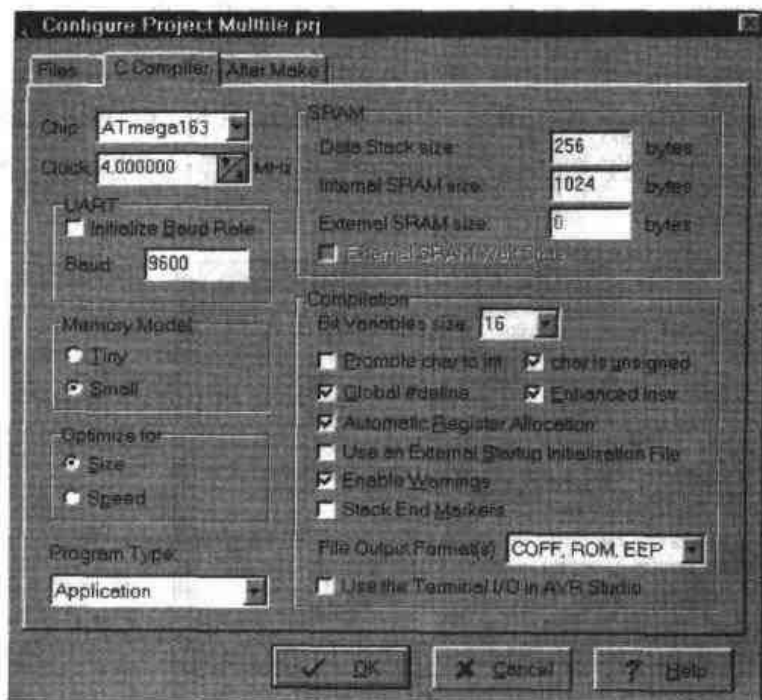 Configure Project Multfile.prj
Files
C Compiler
After Make
Chip: ATmega163
Clock: 4.000000 MHz
UART
Initialize Baud Rate
Baud: 9600
Memory Model
Tiny
Small
Optimize for
Size
Speed
Program Type:
Application
SRAM
Data Stack size: 256 bytes
Internal SRAM size: 1024 bytes
External SRAM size: 0 bytes
External SRAM Wait State
Compilation
Bit Variables size: 16
Promote char to int
char is unsigned
Global #define
Enhanced Instr.
Automatic Register Allocation
Use an External Startup Initialization File
Enable Warnings
Stack End Markers
File Output Format(s): COFF, ROM, EEP
Use the Terminal I/O in AVR Studio
OK
Cancel
Help